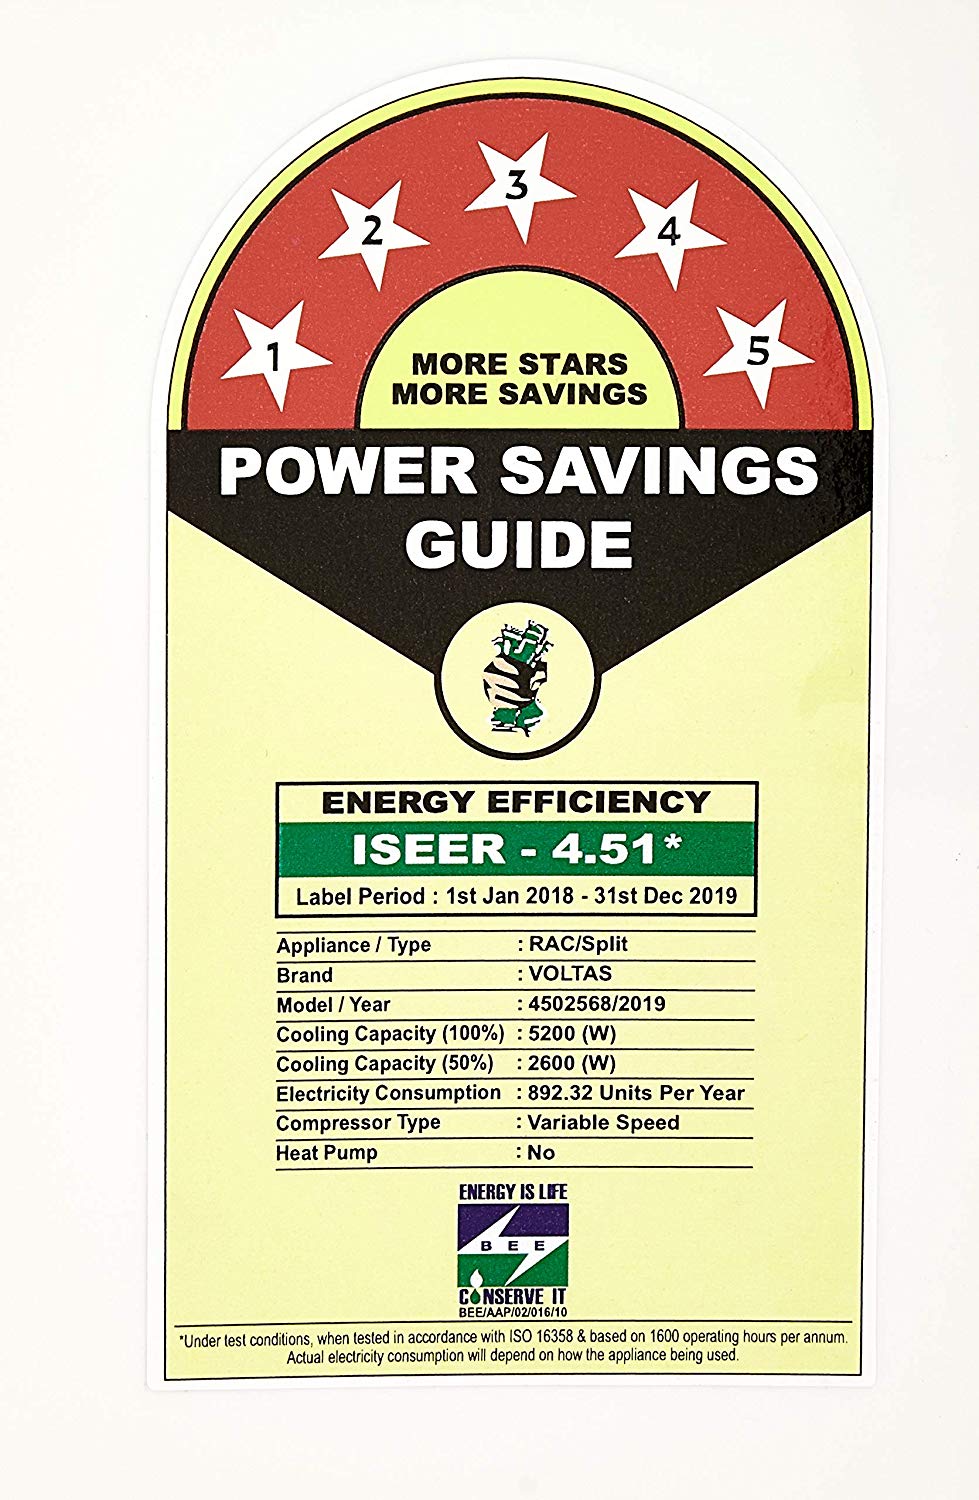 1 2 3 4 5
MORE STARS
MORE SAVINGS
POWER SAVINGS
GUIDE
ENERGY EFFICIENCY
ISEER - 4.51*
Label Period : 1st Jan 2018 - 31st Dec 2019
Appliance / Type : RAC/Split
Brand : VOLTAS
Model / Year : 4502568/2019
Cooling Capacity (100%) : 5200 (W)
Cooling Capacity (50%) : 2600 (W)
Electricity Consumption : 892.32 Units Per Year
Compressor Type : Variable Speed
Heat Pump : No
ENERGY IS LIFE
BEE
CONSERVE IT
BEE/AAP/02/016/10
*Under test conditions, when tested in accordance with ISO 16358 & based on 1600 operating hours per annum.
Actual electricity consumption will depend on how the appliance being used.